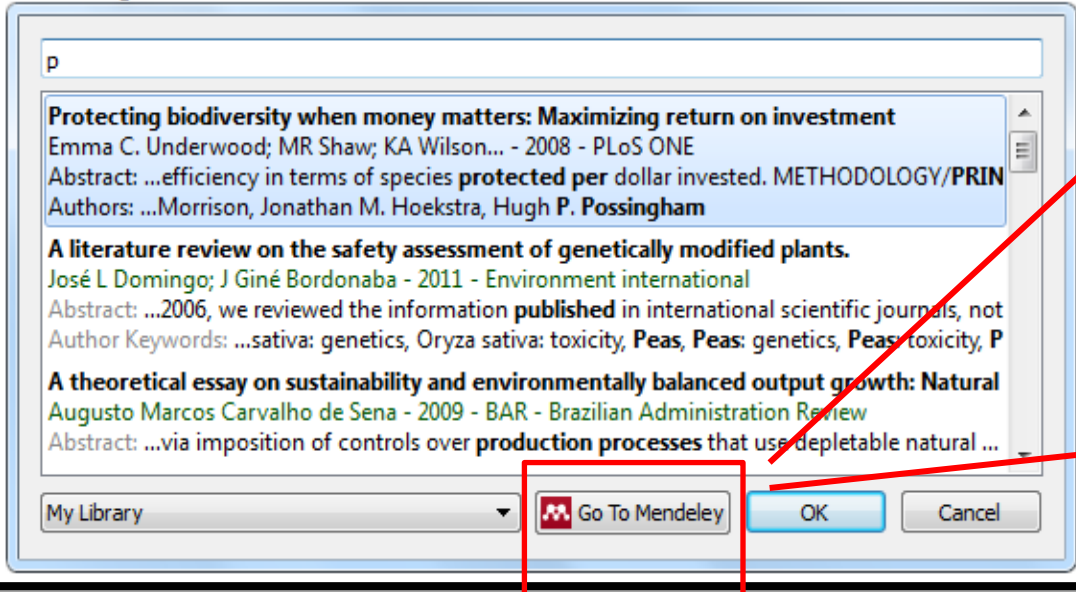 p
Protecting biodiversity when money matters: Maximizing return on investment
Emma C. Underwood; MR Shaw; KA Wilson... - 2008 - PLoS ONE
Abstract: ...efficiency in terms of species protected per dollar invested. METHODOLOGY/PRIN
Authors: ...Morrison, Jonathan M. Hoekstra, Hugh P. Possingham
A literature review on the safety assessment of genetically modified plants.
José L Domingo; J Giné Bordonaba - 2011 - Environment international
Abstract: ...2006, we reviewed the information published in international scientific journals, not
Author Keywords: ...sativa: genetics, Oryza sativa: toxicity, Peas, Peas: genetics, Peas: toxicity, P
A theoretical essay on sustainability and environmentally balanced output growth: Natural
Augusto Marcos Carvalho de Sena - 2009 - BAR - Brazilian Administration Review
Abstract: ...via imposition of controls over production processes that use depletable natural ...
My Library Go To Mendeley OK Cancel